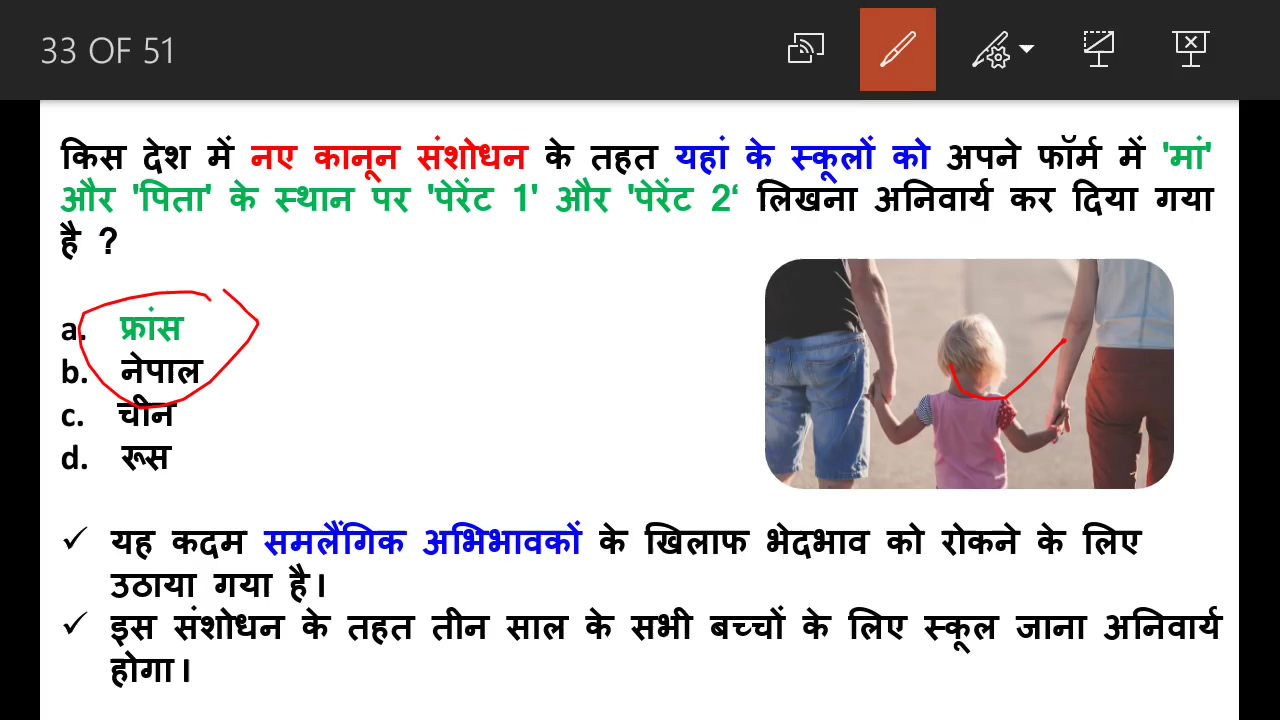 33 OF 51
किस देश में नए कानून संशोधन के तहत यहां के स्कूलों को अपने फॉर्म में 'मां'
और 'पिता' के स्थान पर 'पेरेंट 1' और 'पेरेंट 2‘ लिखना अनिवार्य कर दिया गया
है ?
a. फ्रांस
b. नेपाल
c. चीन
d. रूस
✓ यह कदम समलैंगिक अभिभावकों के खिलाफ भेदभाव को रोकने के लिए
उठाया गया है।
✓ इस संशोधन के तहत तीन साल के सभी बच्चों के लिए स्कूल जाना अनिवार्य
होगा।